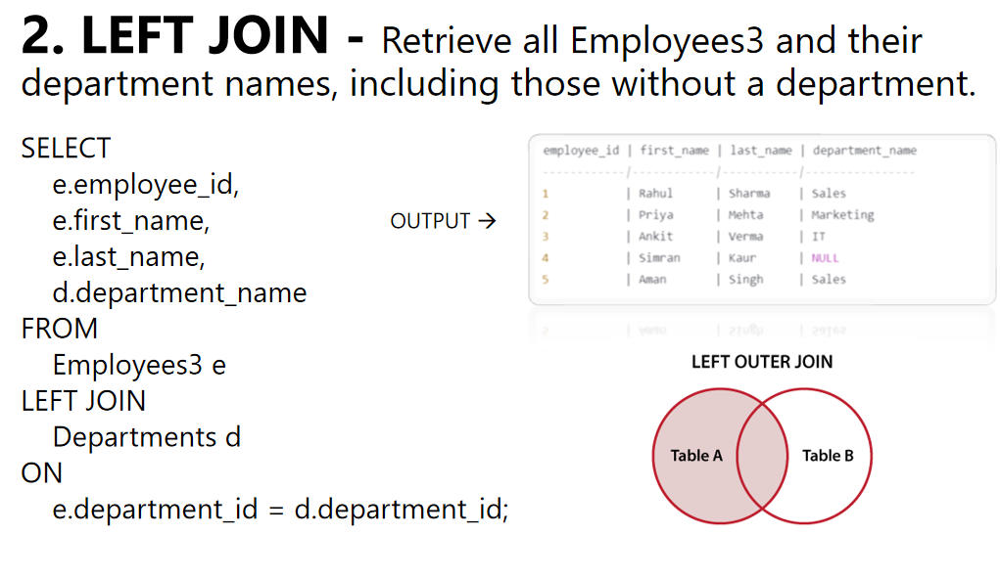 2. LEFT JOIN - Retrieve all Employees3 and their
department names, including those without a department.
SELECT
e.employee_id,
e.first_name,
e.last_name,
d.department_name
FROM
Employees3 e
LEFT JOIN
Departments d
ON
e.department_id = d.department_id;
OUTPUT →
employee_id | first_name | last_name | department_name
------------/------------/-----------/----------------
1 | Rahul | Sharma | Sales
2 | Priya | Mehta | Marketing
3 | Ankit | Verma | IT
4 | Simran | Kaur | NULL
5 | Aman | Singh | Sales
LEFT OUTER JOIN
Table A
Table B